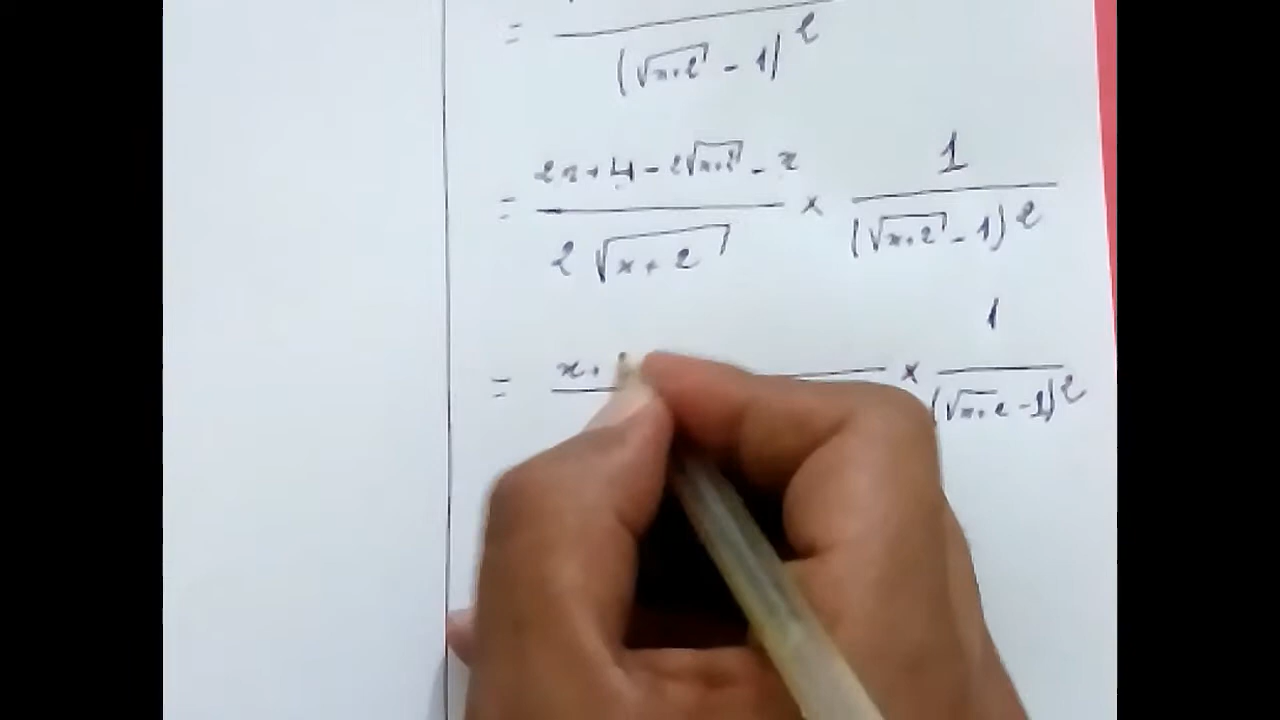 = / (√x+2 - 1)²
= 2x + 4 - 2√x+2 - x / 2√x+2 × 1 / (√x+2 - 1)²
= x + × 1 / (√x+2 - 1)²